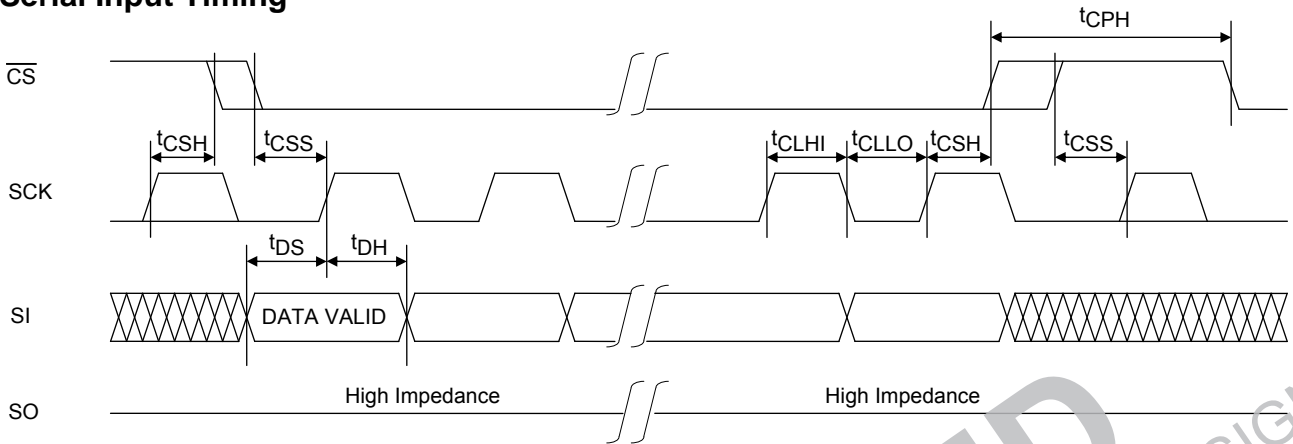 Serial Input Timing
tCPH
CS
tCSH tCSS tCLHI tCLLO tCSH tCSS
SCK
tDS tDH
SI DATA VALID
High Impedance High Impedance
SO